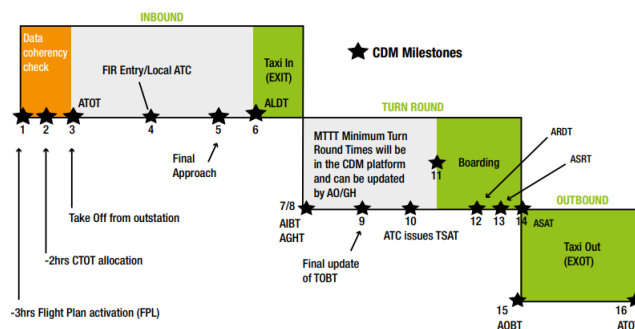 INBOUND
Data
coherency
check
FIR Entry/Local ATC
Taxi In
(EXIT)
CDM Milestones
ATOT
ALDT
1
2
3
4
5
6
Final
Approach
TURN ROUND
MTTT Minimum Turn
Round Times will be
in the CDM platform
and can be updated
by AO/GH
11
Boarding
ARDT
ASRT
7/8
AIBT
AGHT
9
10
12
13
14
ATC issues TSAT
ASAT
Final update
of TOBT
Take Off from outstation
-2hrs CTOT allocation
-3hrs Flight Plan activation (FPL)
OUTBOUND
Taxi Out
(EXOT)
15
AOBT
16
ATOT